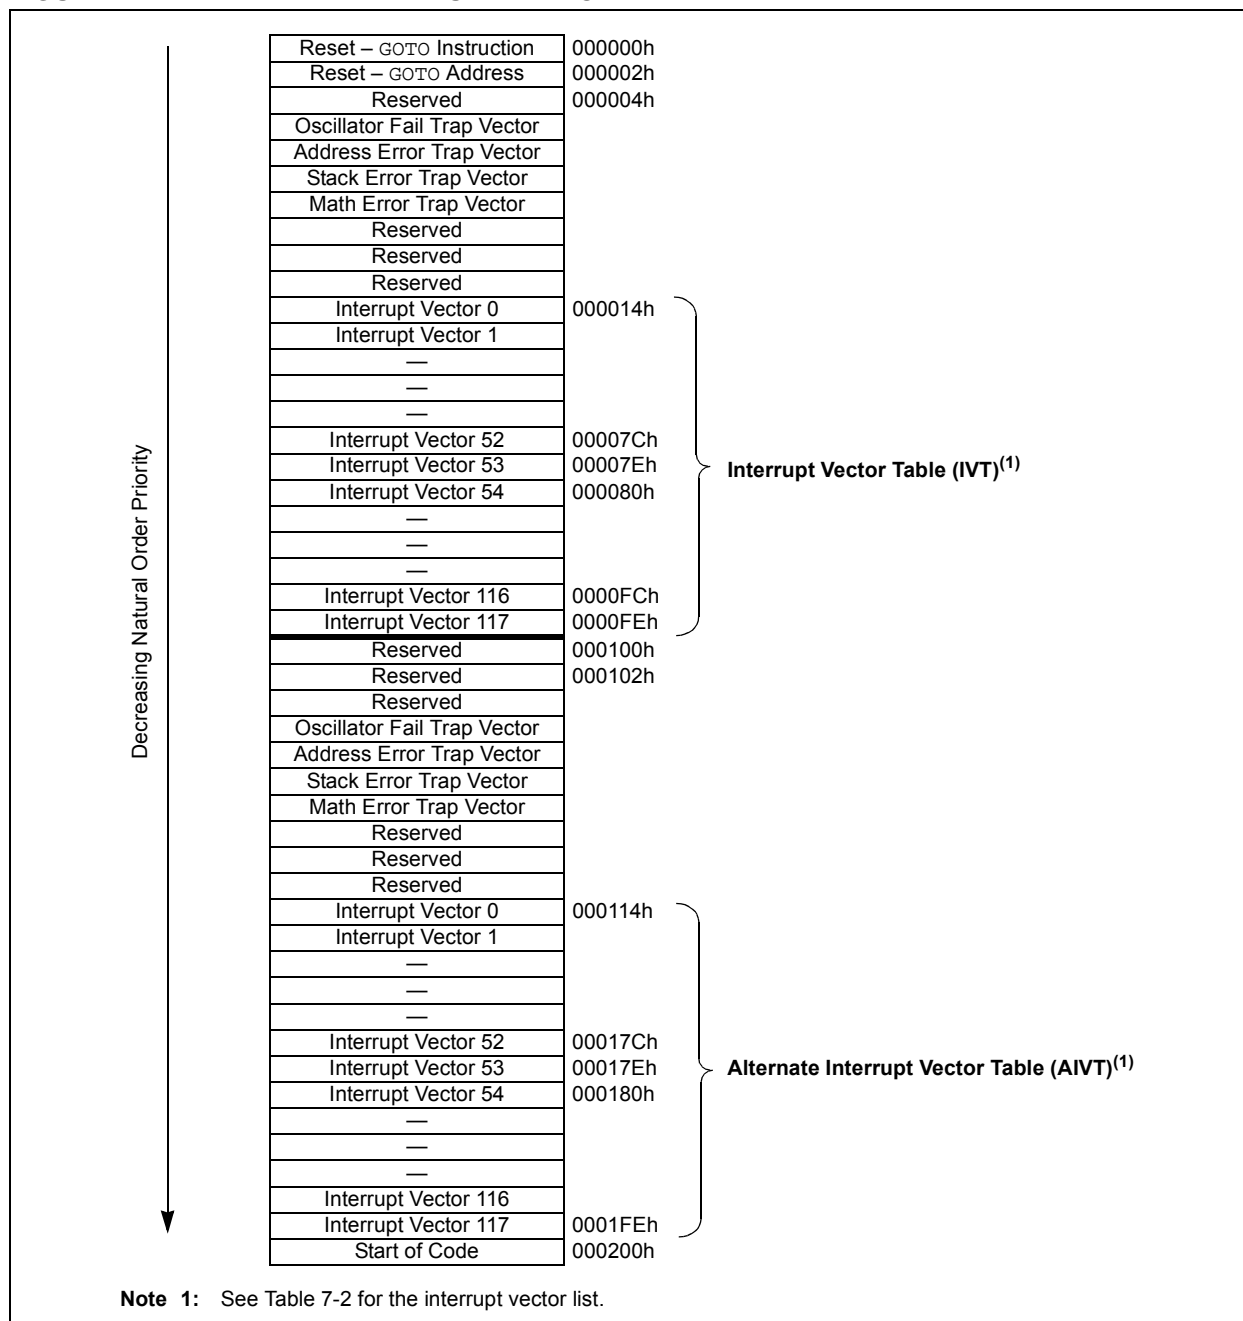 Reset – GOTO Instruction 000000h
Reset – GOTO Address 000002h
Reserved 000004h
Oscillator Fail Trap Vector
Address Error Trap Vector
Stack Error Trap Vector
Math Error Trap Vector
Reserved
Reserved
Reserved
Interrupt Vector 0 000014h
Interrupt Vector 1
—
—
—
Interrupt Vector 52 00007Ch
Interrupt Vector 53 00007Eh
Interrupt Vector Table (IVT)(1)
Interrupt Vector 54 000080h
—
—
—
Interrupt Vector 116 0000FCh
Interrupt Vector 117 0000FEh
Decreasing Natural Order Priority
Reserved 000100h
Reserved 000102h
Reserved
Oscillator Fail Trap Vector
Address Error Trap Vector
Stack Error Trap Vector
Math Error Trap Vector
Reserved
Reserved
Reserved
Interrupt Vector 0 000114h
Interrupt Vector 1
—
—
—
Interrupt Vector 52 00017Ch
Interrupt Vector 53 00017Eh
Alternate Interrupt Vector Table (AIVT)(1)
Interrupt Vector 54 000180h
—
—
—
Interrupt Vector 116
Interrupt Vector 117 0001FEh
Start of Code 000200h
Note 1: See Table 7-2 for the interrupt vector list.